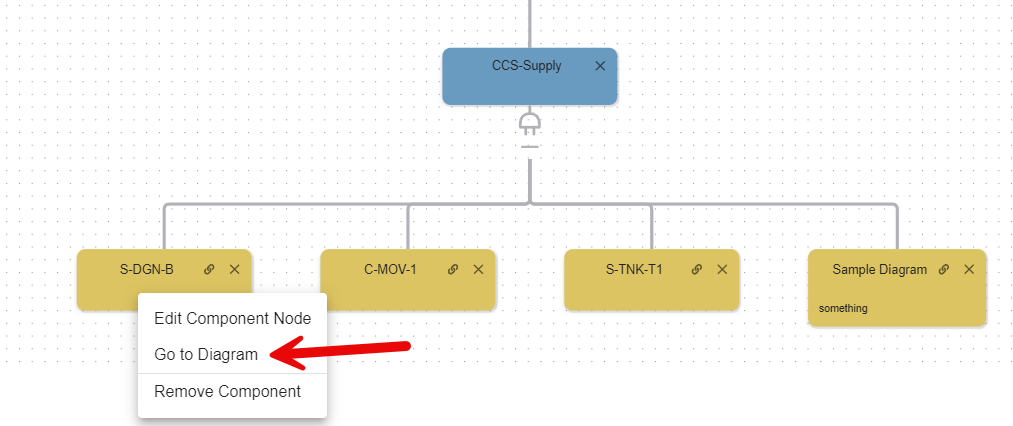 CCS-Supply
S-DGN-B
C-MOV-1
S-TNK-T1
Sample Diagram
something
Edit Component Node
Go to Diagram
Remove Component